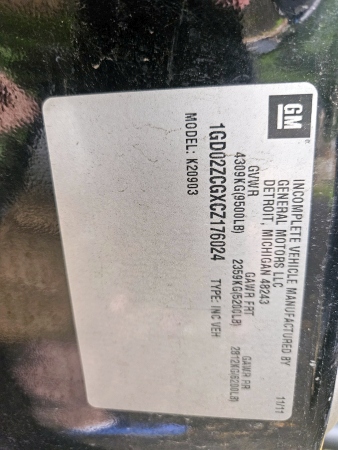 GM
INCOMPLETE VEHICLE MANUFACTURED BY
GENERAL MOTORS LLC
DETROIT, MICHIGAN 48243
11/11
GVWR GAWR FRT GAWR RR
4309KG(9500LB) 2359KG(5200LB) 2812KG(6200LB)
1GD02ZCGXCZ176024 TYPE: INC VEH
MODEL: K20903